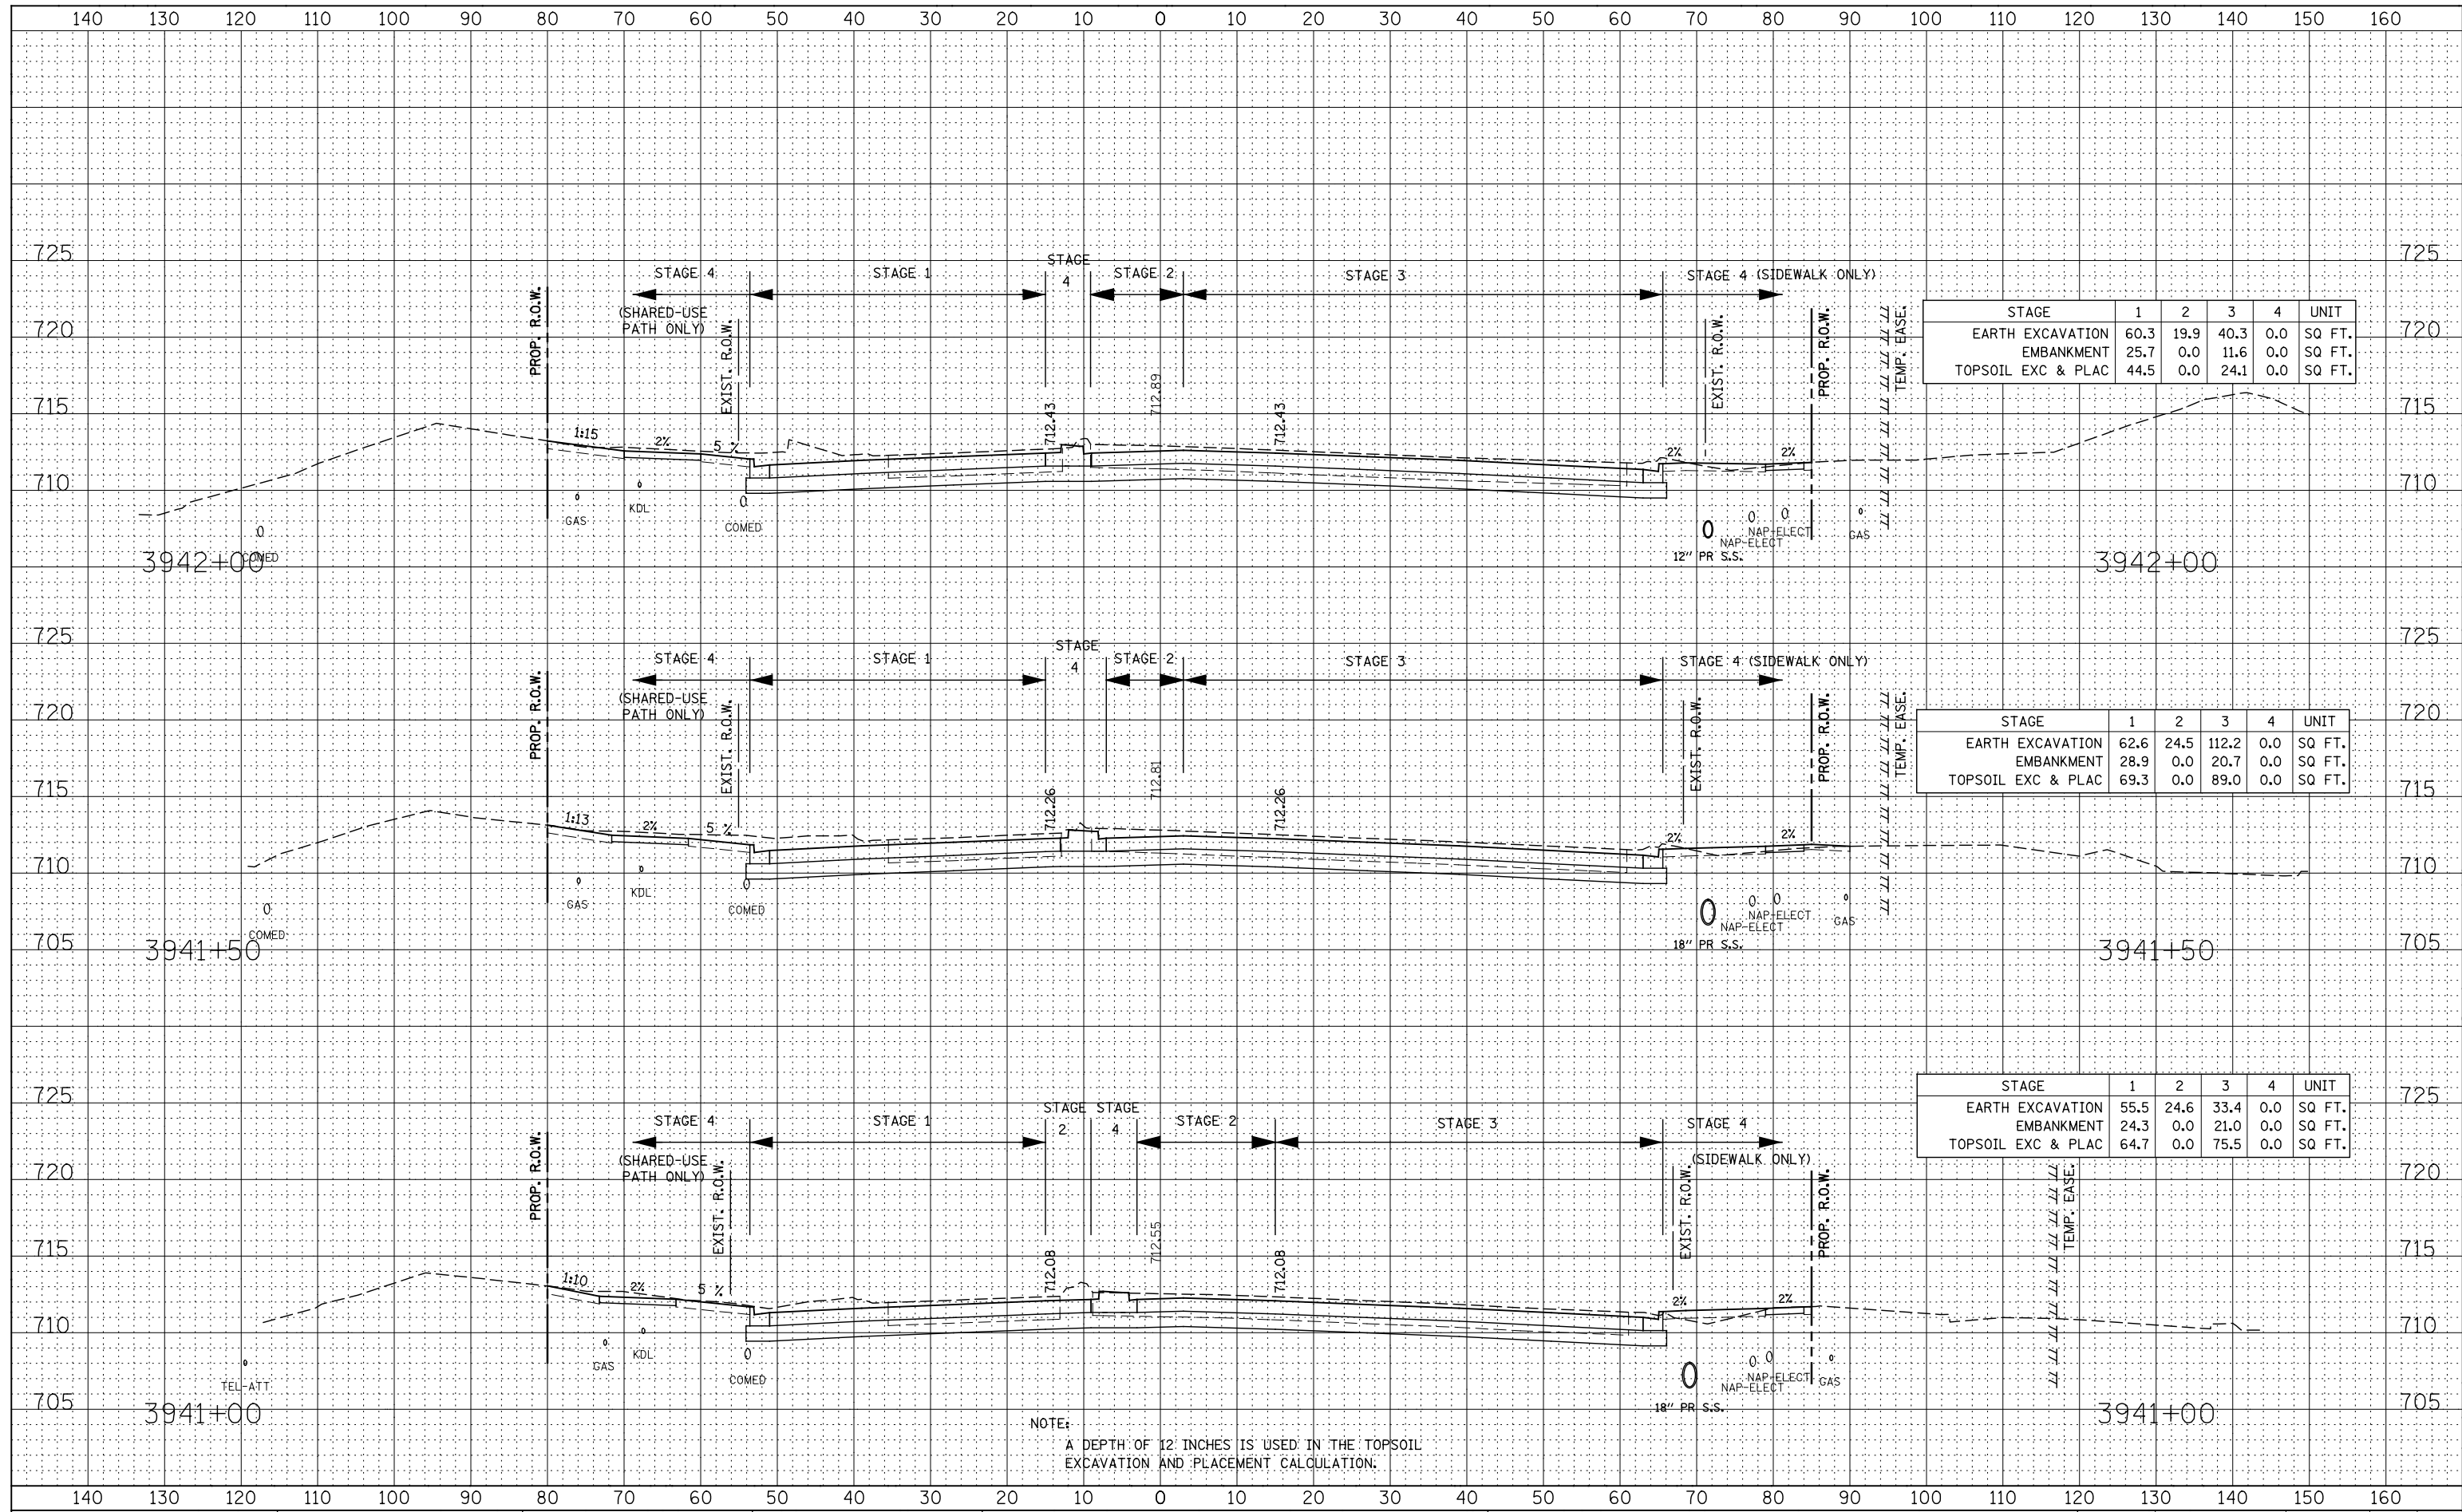 140 130 120 110 100 90 80 70 60 50 40 30 20 10 0 10 20 30 40 50 60 70 80 90 100 110 120 130 140 150 160
725 725
STAGE 4 STAGE 1 STAGE 4 STAGE 2 STAGE 3 STAGE 4 (SIDEWALK ONLY)
(SHARED-USE
PATH ONLY)
PROP. R.O.W.
EXIST. R.O.W.
EXIST. R.O.W.
PROP. R.O.W.
TEMP. EASE.
STAGE 1 2 3 4 UNIT
EARTH EXCAVATION 60.3 19.9 40.3 0.0 SQ FT.
EMBANKMENT 25.7 0.0 11.6 0.0 SQ FT.
TOPSOIL EXC & PLAC 44.5 0.0 24.1 0.0 SQ FT.
720 720
715 715
712.43 712.89 712.43
1:15 2% 5 % 2% 2%
710 710
GAS KDL COMED
NAP-ELECT
NAP-ELECT
GAS
12" PR S.S.
COMED
3942+00 3942+00
725 725
STAGE 4 STAGE 1 STAGE 4 STAGE 2 STAGE 3 STAGE 4 (SIDEWALK ONLY)
(SHARED-USE
PATH ONLY)
PROP. R.O.W.
EXIST. R.O.W.
EXIST. R.O.W.
PROP. R.O.W.
TEMP. EASE.
STAGE 1 2 3 4 UNIT
EARTH EXCAVATION 62.6 24.5 112.2 0.0 SQ FT.
EMBANKMENT 28.9 0.0 20.7 0.0 SQ FT.
TOPSOIL EXC & PLAC 69.3 0.0 89.0 0.0 SQ FT.
720 720
715 715
712.26 712.81 712.26
1:13 2% 5 % 2% 2%
710 710
GAS KDL COMED
NAP-ELECT
NAP-ELECT
GAS
18" PR S.S.
COMED
705 705
3941+50 3941+50
725 725
STAGE 4 STAGE 1 STAGE 2 STAGE 4 STAGE 2 STAGE 3 STAGE 4
(SHARED-USE
PATH ONLY)
(SIDEWALK ONLY)
PROP. R.O.W.
EXIST. R.O.W.
EXIST. R.O.W.
PROP. R.O.W.
TEMP. EASE.
STAGE 1 2 3 4 UNIT
EARTH EXCAVATION 55.5 24.6 33.4 0.0 SQ FT.
EMBANKMENT 24.3 0.0 21.0 0.0 SQ FT.
TOPSOIL EXC & PLAC 64.7 0.0 75.5 0.0 SQ FT.
720 720
715 715
712.08 712.55 712.08
1:10 2% 5 % 2% 2%
710 710
GAS KDL COMED
NAP-ELECT
NAP-ELECT
GAS
18" PR S.S.
TEL-ATT
705 705
3941+00 3941+00
NOTE:
A DEPTH OF 12 INCHES IS USED IN THE TOPSOIL
EXCAVATION AND PLACEMENT CALCULATION.
140 130 120 110 100 90 80 70 60 50 40 30 20 10 0 10 20 30 40 50 60 70 80 90 100 110 120 130 140 150 160